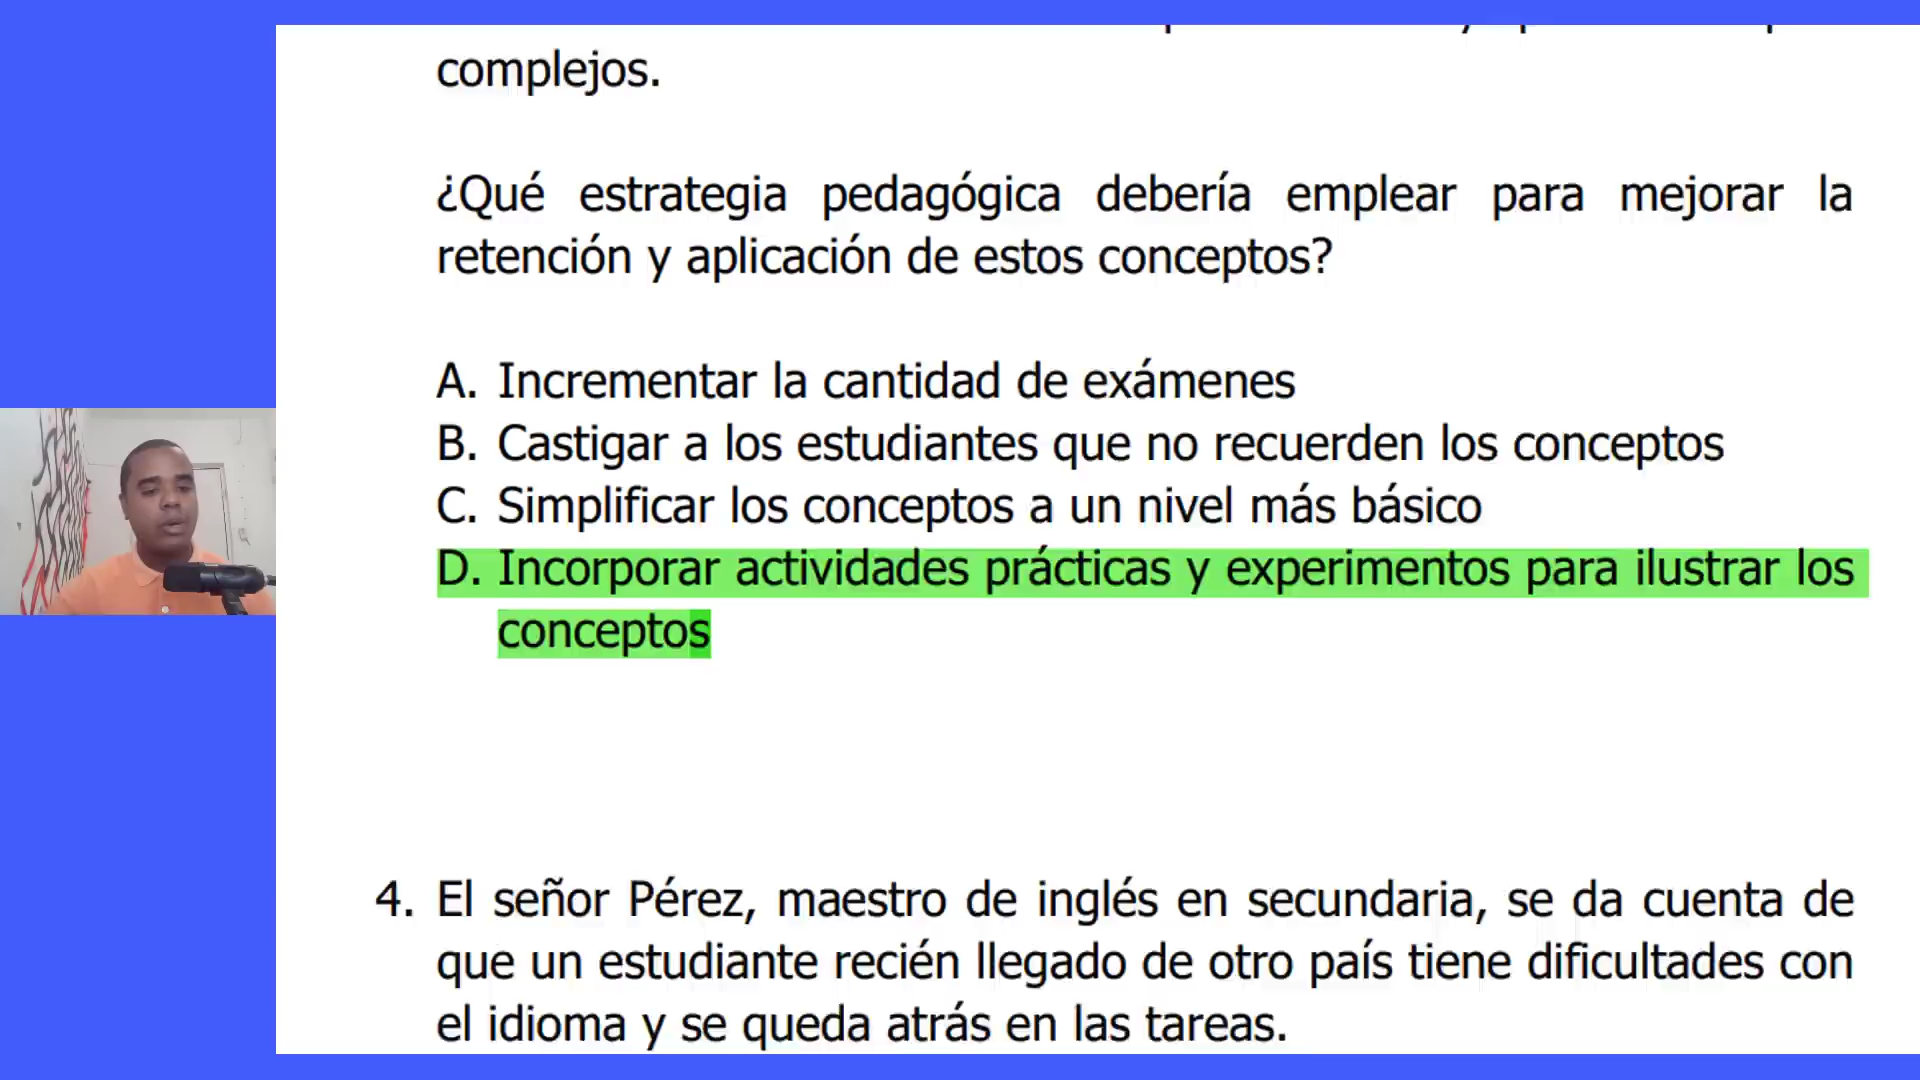 complejos.
¿Qué estrategia pedagógica debería emplear para mejorar la
retención y aplicación de estos conceptos?
A. Incrementar la cantidad de exámenes
B. Castigar a los estudiantes que no recuerden los conceptos
C. Simplificar los conceptos a un nivel más básico
D. Incorporar actividades prácticas y experimentos para ilustrar los
conceptos
4. El señor Pérez, maestro de inglés en secundaria, se da cuenta de
que un estudiante recién llegado de otro país tiene dificultades con
el idioma y se queda atrás en las tareas.